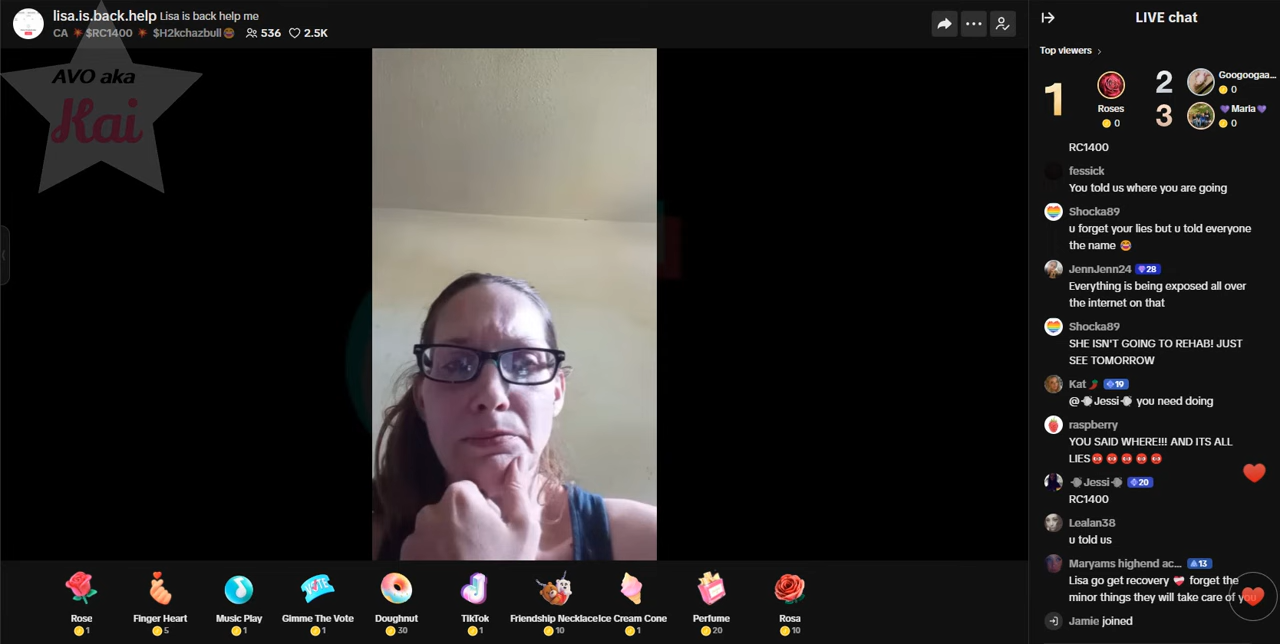 lisa.is.back.help Lisa is back help me
CA $RC1400 $H2kchazbull 536 2.5K
AVO aka
Kai
LIVE chat
Top viewers
1
Roses
0
2
Googoogaa...
0
3
Marla
0
RC1400
fessick
You told us where you are going
Shocka89
u forget your lies but u told everyone
the name
JennJenn24 28
Everything is being exposed all over
the internet on that
Shocka89
SHE ISN'T GOING TO REHAB! JUST
SEE TOMORROW
Kat 19
@Jessi you need doing
raspberry
YOU SAID WHERE!!! AND ITS ALL
LIES
Jessi 20
RC1400
Lealan38
u told us
Maryams highend ac... 13
Lisa go get recovery forget the
minor things they will take care of you
Jamie joined
Rose
1
Finger Heart
5
Music Play
1
VOTE
Gimme The Vote
1
Doughnut
30
TikTok
1
Friendship Necklace
10
Ice Cream Cone
1
Perfume
20
Rosa
10